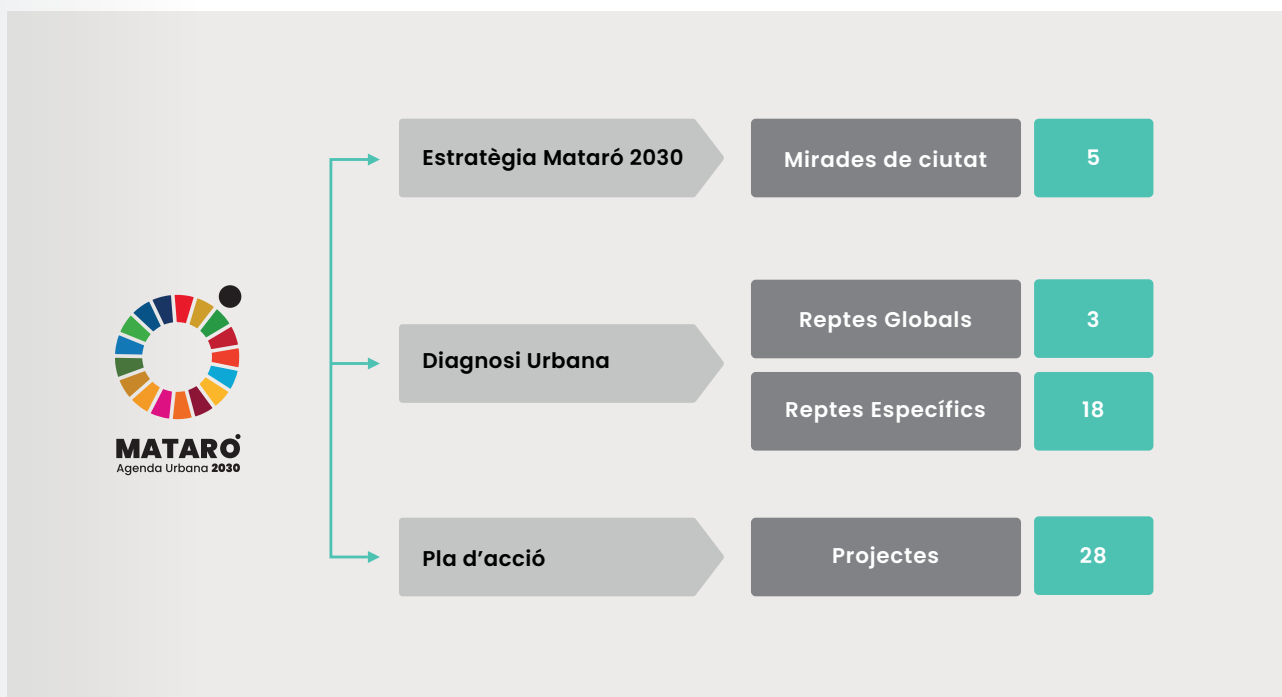 Estratègia Mataró 2030
Mirades de ciutat
5
Diagnosi Urbana
Reptes Globals
3
Reptes Específics
18
MATARÓ
Agenda Urbana 2030
Pla d’acció
Projectes
28